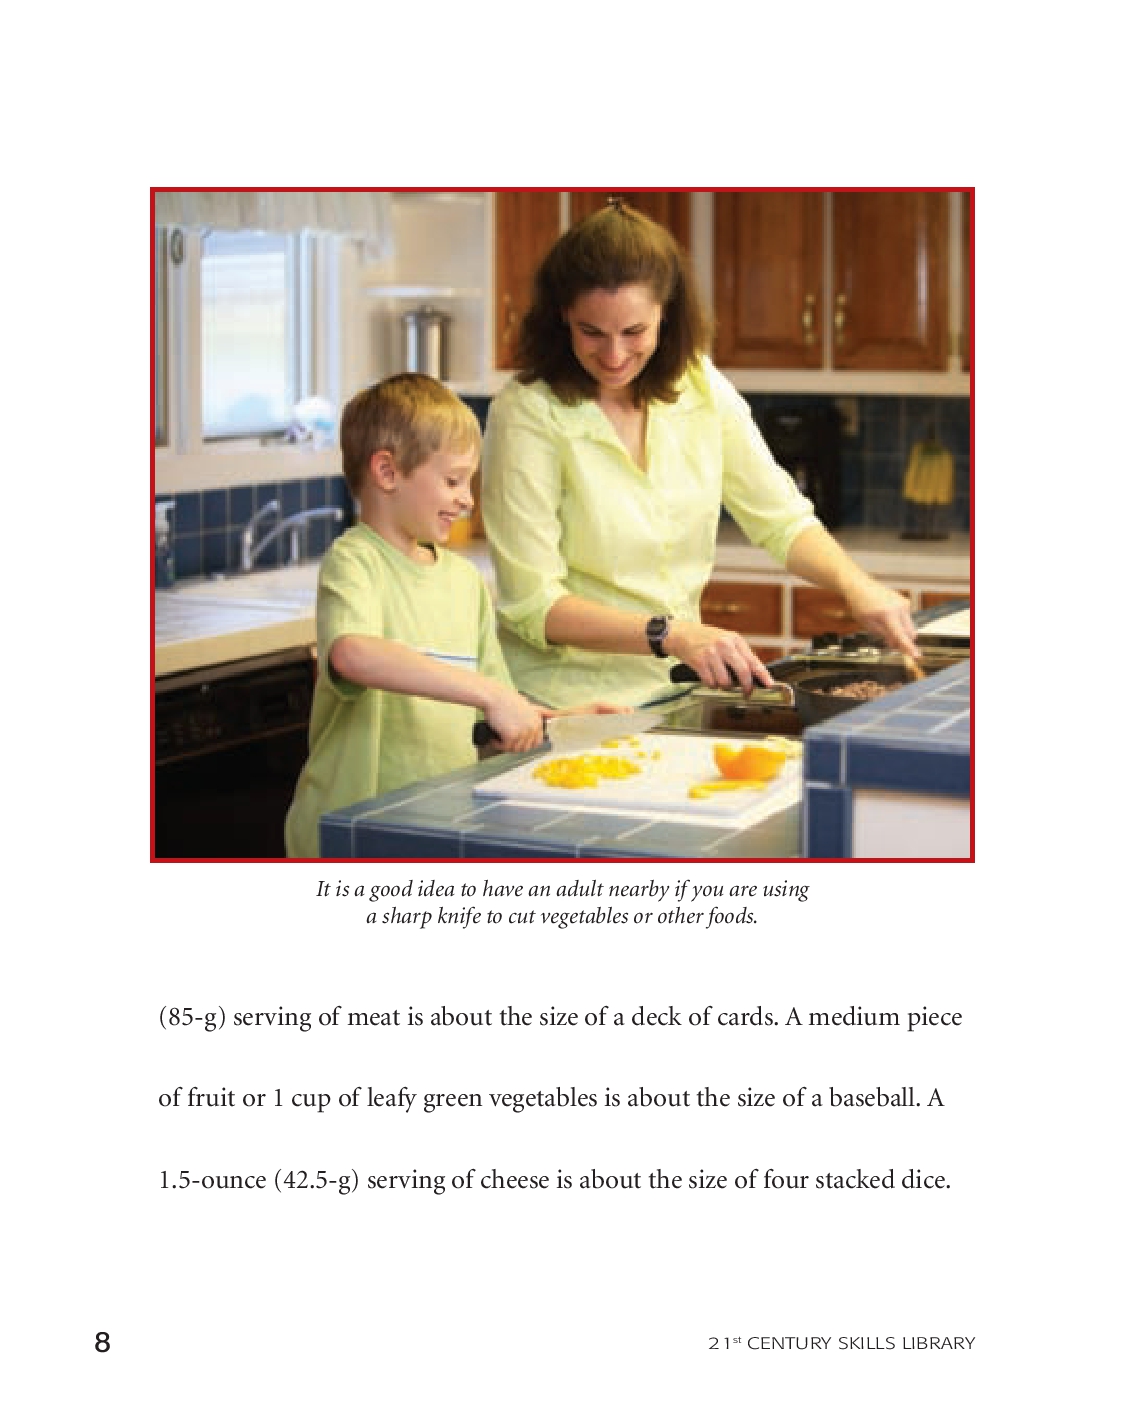 It is a good idea to have an adult nearby if you are using
a sharp knife to cut vegetables or other foods.
(85-g) serving of meat is about the size of a deck of cards. A medium piece
of fruit or 1 cup of leafy green vegetables is about the size of a baseball. A
1.5-ounce (42.5-g) serving of cheese is about the size of four stacked dice.
8
21st CENTURY SKILLS LIBRARY